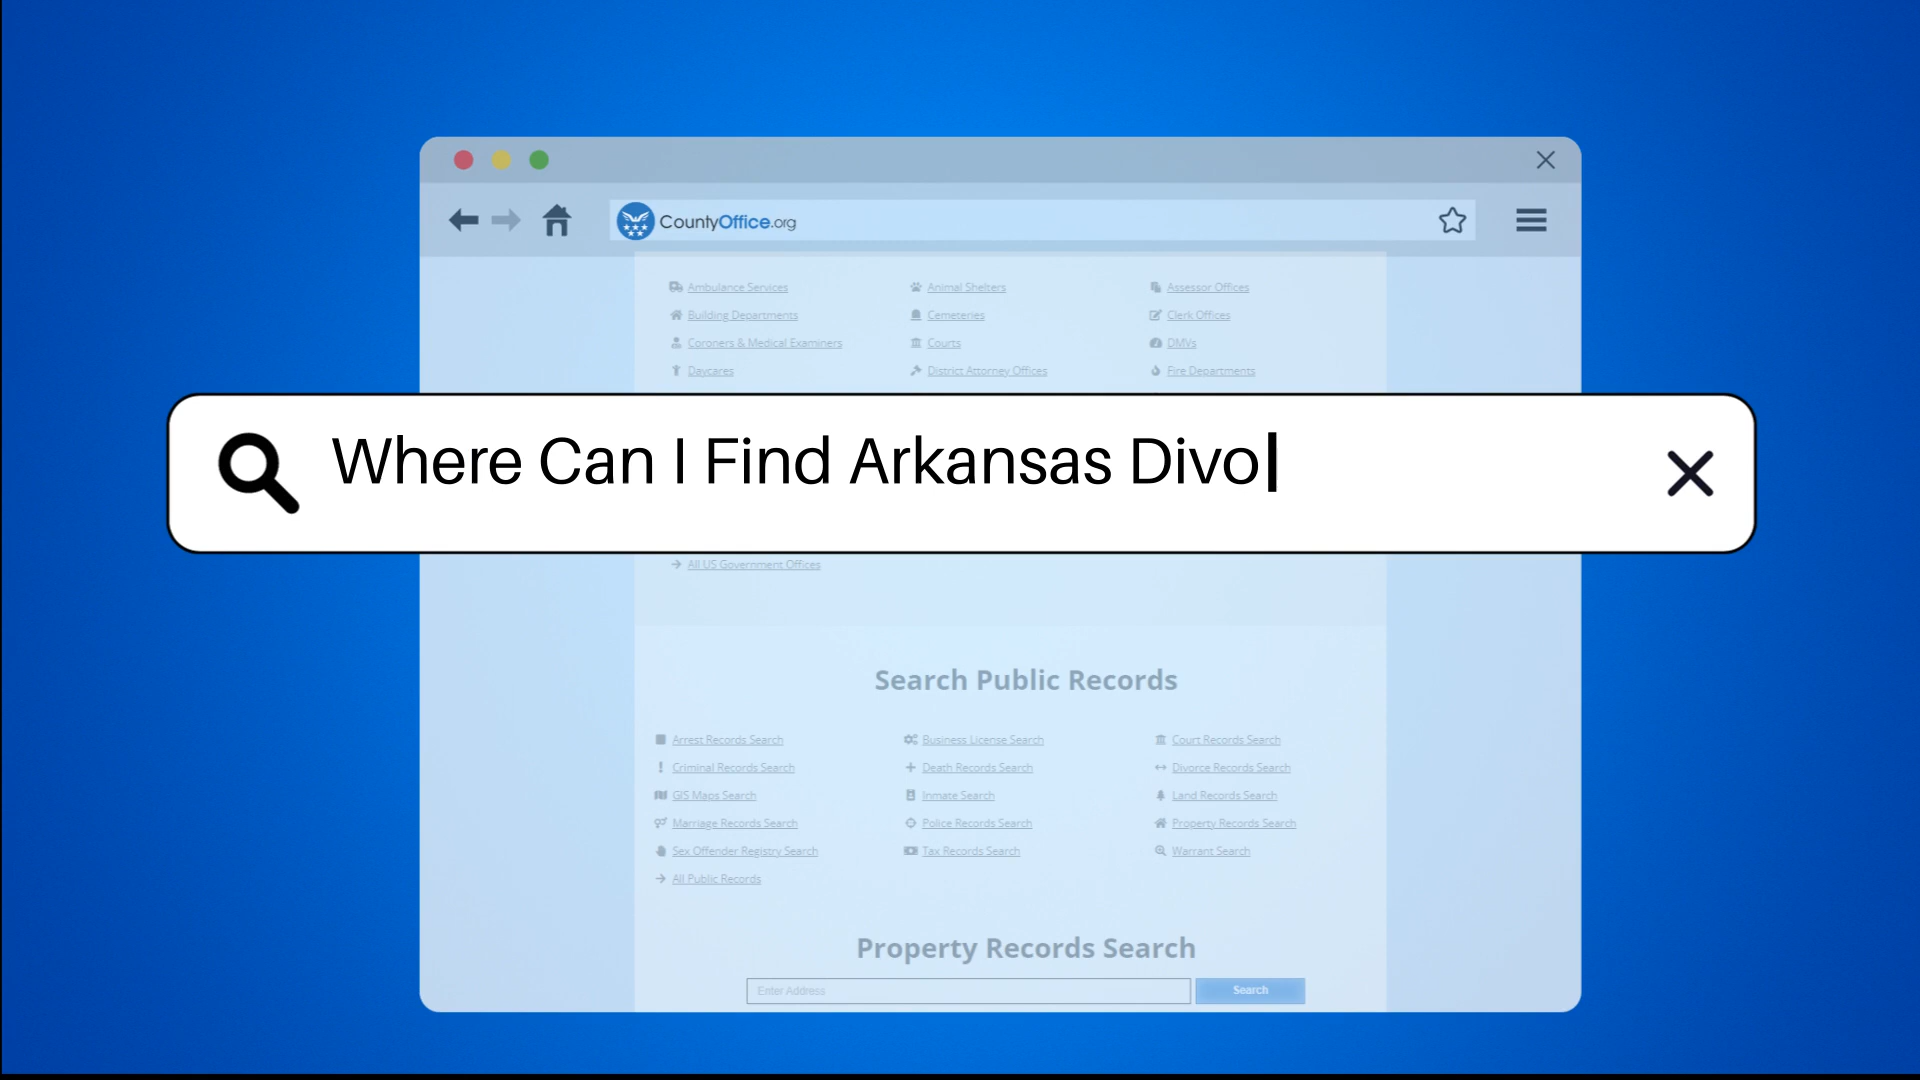 CountyOffice.org
Ambulance Services Animal Shelters Assessor Offices
Building Departments Cemeteries Clerk Offices
Coroners & Medical Examiners Courts DMVs
Daycares District Attorney Offices Fire Departments
Where Can I Find Arkansas Divo
All US Government Offices
Search Public Records
Arrest Records Search Business License Search Court Records Search
Criminal Records Search Death Records Search Divorce Records Search
GIS Maps Search Inmate Search Land Records Search
Marriage Records Search Police Records Search Property Records Search
Sex Offender Registry Search Tax Records Search Warrant Search
All Public Records
Property Records Search
Enter Address Search